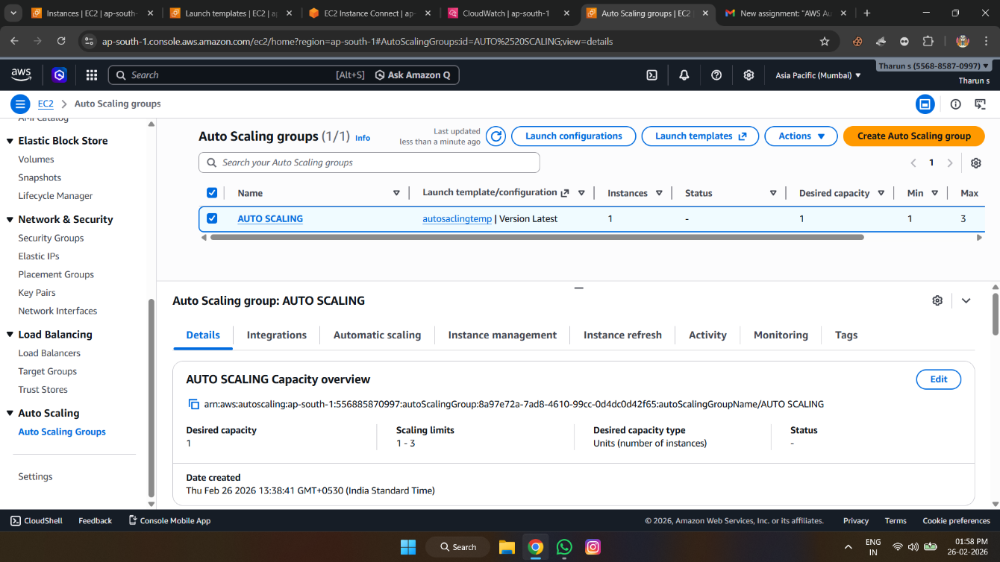 Instances | EC2 | ap-south-
Launch templates | EC2 | ap
EC2 Instance Connect | ap-
CloudWatch | ap-south-1
Auto Scaling groups | EC2
New assignment: "AWS Au
ap-south-1.console.aws.amazon.com/ec2/home?region=ap-south-1#AutoScalingGroups:id=AUTO%2520SCALING;view=details
aws
Search
[Alt+S]
Ask Amazon Q
Asia Pacific (Mumbai)
Tharun s (5568-8587-0997)
Tharun s
EC2
Auto Scaling groups
AMI Catalog
Elastic Block Store
Volumes
Snapshots
Lifecycle Manager
Network & Security
Security Groups
Elastic IPs
Placement Groups
Key Pairs
Network Interfaces
Load Balancing
Load Balancers
Target Groups
Trust Stores
Auto Scaling
Auto Scaling Groups
Settings
Auto Scaling groups (1/1) Info
Last updated
less than a minute ago
Launch configurations
Launch templates
Actions
Create Auto Scaling group
Search your Auto Scaling groups
1
Name
Launch template/configuration
Instances
Status
Desired capacity
Min
Max
AUTO SCALING
autosaclingtemp | Version Latest
1
-
1
1
3
Auto Scaling group: AUTO SCALING
Details
Integrations
Automatic scaling
Instance management
Instance refresh
Activity
Monitoring
Tags
AUTO SCALING Capacity overview
Edit
arn:aws:autoscaling:ap-south-1:556885870997:autoScalingGroup:8a97e72a-7ad8-4610-99cc-0d4dc0d42f65:autoScalingGroupName/AUTO SCALING
Desired capacity
1
Scaling limits
1 - 3
Desired capacity type
Units (number of instances)
Status
-
Date created
Thu Feb 26 2026 13:38:41 GMT+0530 (India Standard Time)
CloudShell
Feedback
Console Mobile App
© 2026, Amazon Web Services, Inc. or its affiliates.
Privacy
Terms
Cookie preferences
Search
ENG
IN
01:58 PM
26-02-2026